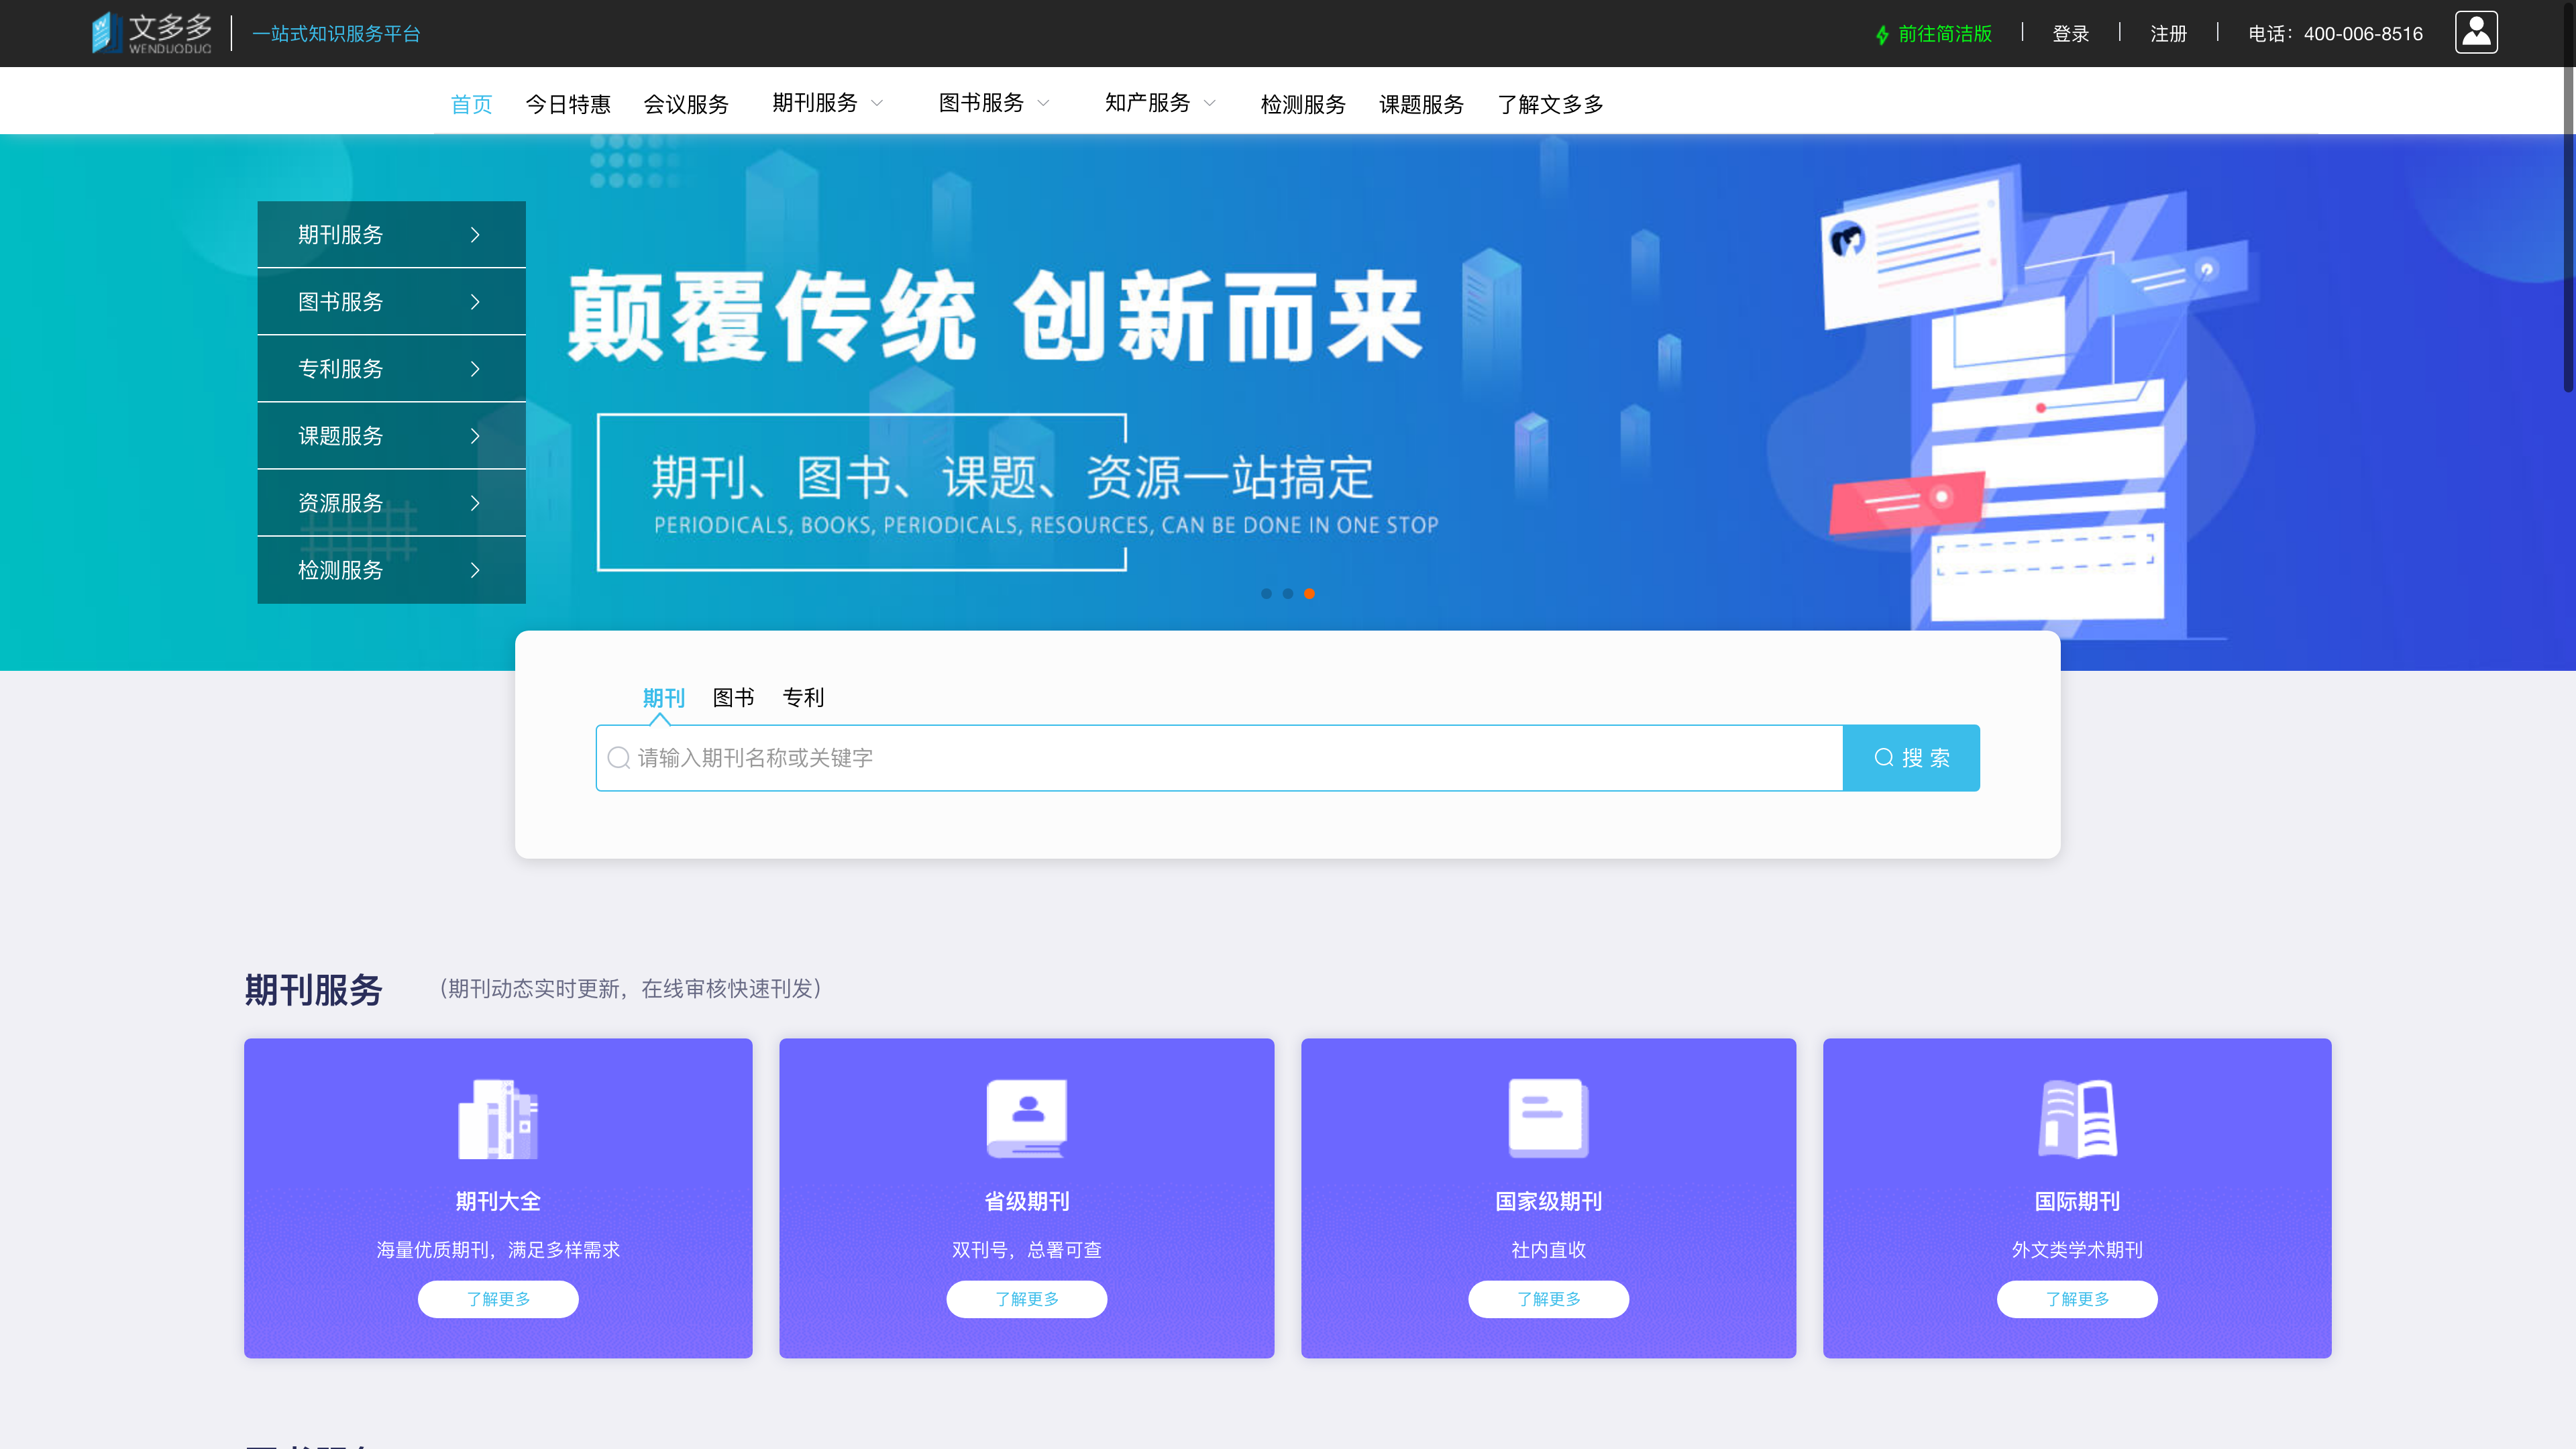 文多多
WENDUODUO
一站式知识服务平台
前往简洁版
登录
注册
电话：400-006-8516
首页 今日特惠 会议服务 期刊服务 图书服务 知产服务 检测服务 课题服务 了解文多多
期刊服务
图书服务
专利服务
课题服务
资源服务
检测服务
颠覆传统 创新而来
期刊、图书、课题、资源一站搞定
PERIODICALS, BOOKS, PERIODICALS, RESOURCES, CAN BE DONE IN ONE STOP
期刊 图书 专利
请输入期刊名称或关键字
搜 索
期刊服务
（期刊动态实时更新，在线审核快速刊发）
期刊大全
海量优质期刊，满足多样需求
了解更多
省级期刊
双刊号，总署可查
了解更多
国家级期刊
社内直收
了解更多
国际期刊
外文类学术期刊
了解更多